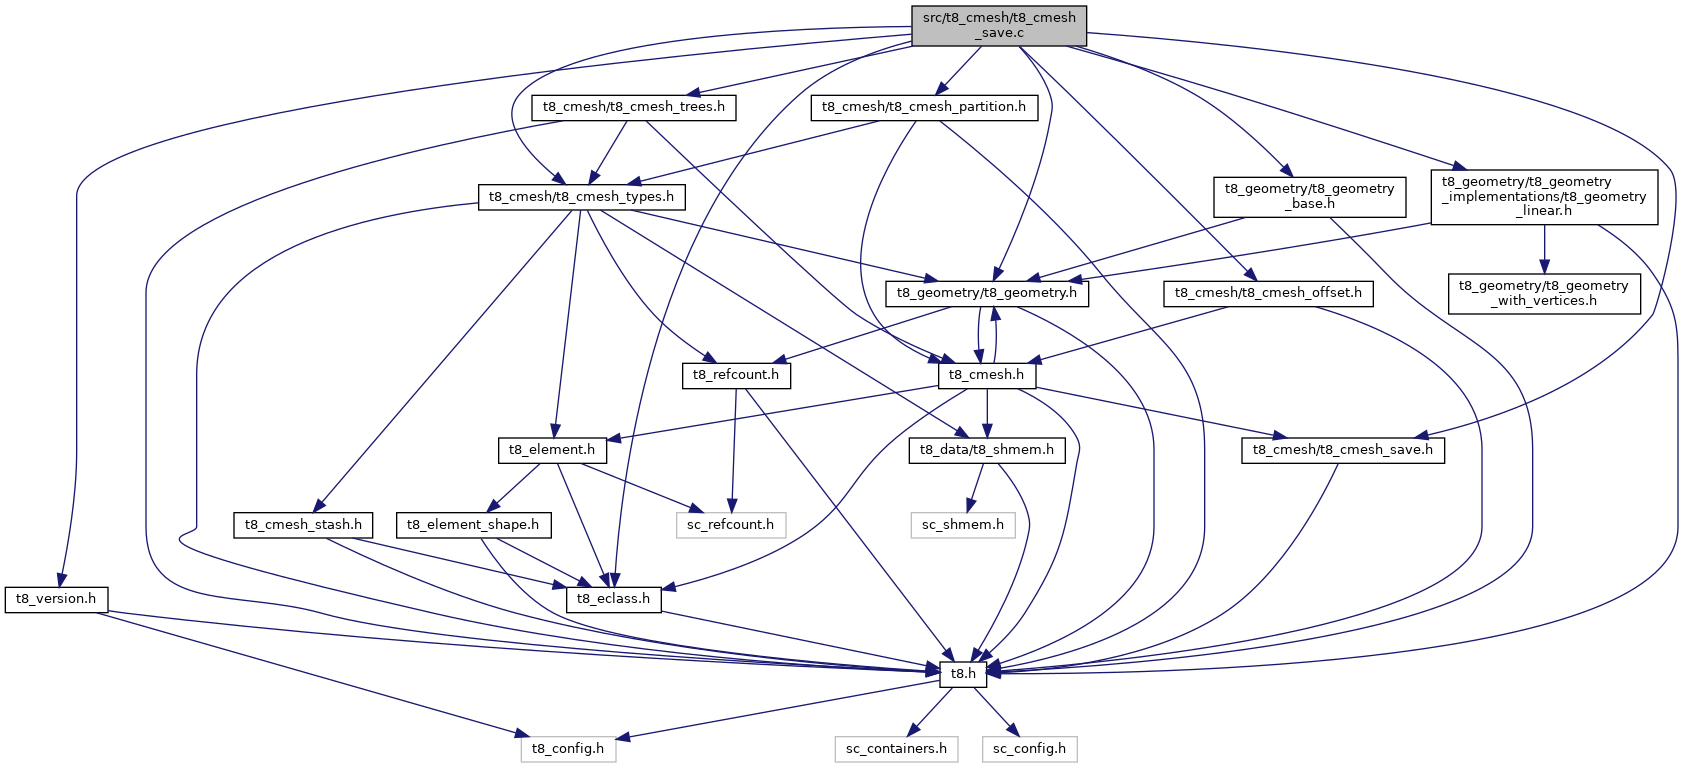 src/t8_cmesh/t8_cmesh
_save.c
t8_cmesh/t8_cmesh_trees.h
t8_cmesh/t8_cmesh_partition.h
t8_cmesh/t8_cmesh_types.h
t8_geometry/t8_geometry
_base.h
t8_geometry/t8_geometry
_implementations/t8_geometry
_linear.h
t8_geometry/t8_geometry.h
t8_cmesh/t8_cmesh_offset.h
t8_geometry/t8_geometry
_with_vertices.h
t8_refcount.h
t8_cmesh.h
t8_element.h
t8_data/t8_shmem.h
t8_cmesh/t8_cmesh_save.h
t8_cmesh_stash.h
t8_element_shape.h
sc_refcount.h
sc_shmem.h
t8_version.h
t8_eclass.h
t8.h
t8_config.h
sc_containers.h
sc_config.h